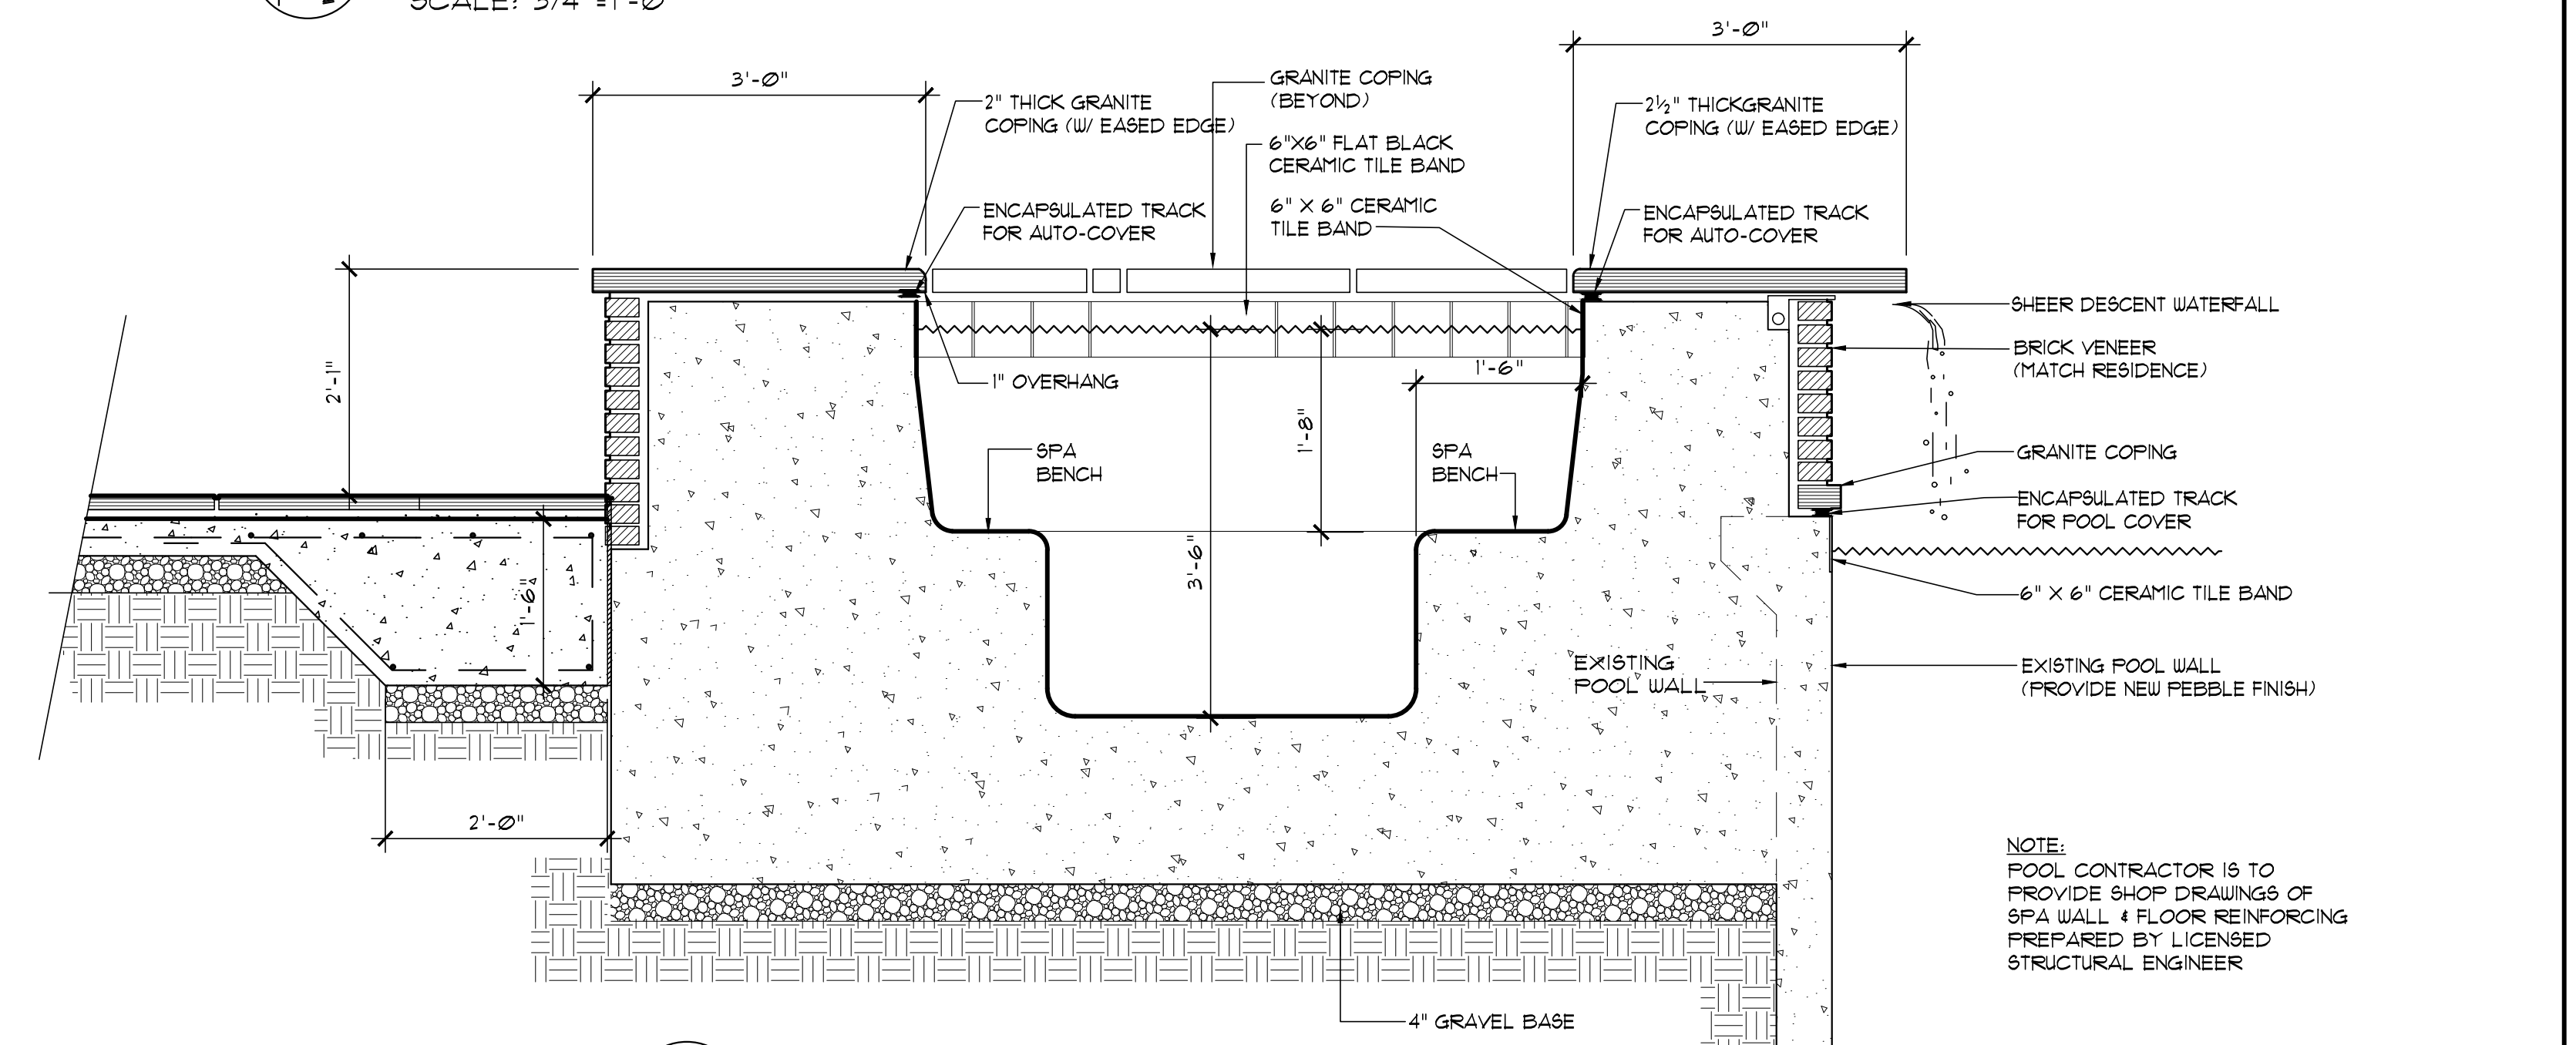 SCALE: 3/4"=1'-0"
3'-0"
3'-0"
2" THICK GRANITE
COPING (W/ EASED EDGE)
GRANITE COPING
(BEYOND)
2½" THICKGRANITE
COPING (W/ EASED EDGE)
6"X6" FLAT BLACK
CERAMIC TILE BAND
ENCAPSULATED TRACK
FOR AUTO-COVER
6" X 6" CERAMIC
TILE BAND
ENCAPSULATED TRACK
FOR AUTO-COVER
SHEER DESCENT WATERFALL
BRICK VENEER
(MATCH RESIDENCE)
2'-1"
1" OVERHANG
1'-6"
1'-8"
SPA
BENCH
SPA
BENCH
GRANITE COPING
ENCAPSULATED TRACK
FOR POOL COVER
3'-6"
1'-6"
6" X 6" CERAMIC TILE BAND
EXISTING
POOL WALL
EXISTING POOL WALL
(PROVIDE NEW PEBBLE FINISH)
2'-0"
NOTE:
POOL CONTRACTOR IS TO
PROVIDE SHOP DRAWINGS OF
SPA WALL & FLOOR REINFORCING
PREPARED BY LICENSED
STRUCTURAL ENGINEER
4" GRAVEL BASE